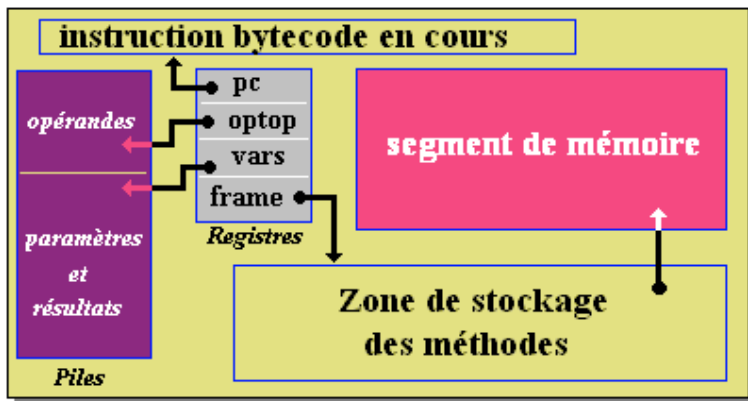 instruction bytecode en cours
opérandes
paramètres
et
résultats
Piles
pc
optop
vars
frame
Registres
segment de mémoire
Zone de stockage
des méthodes